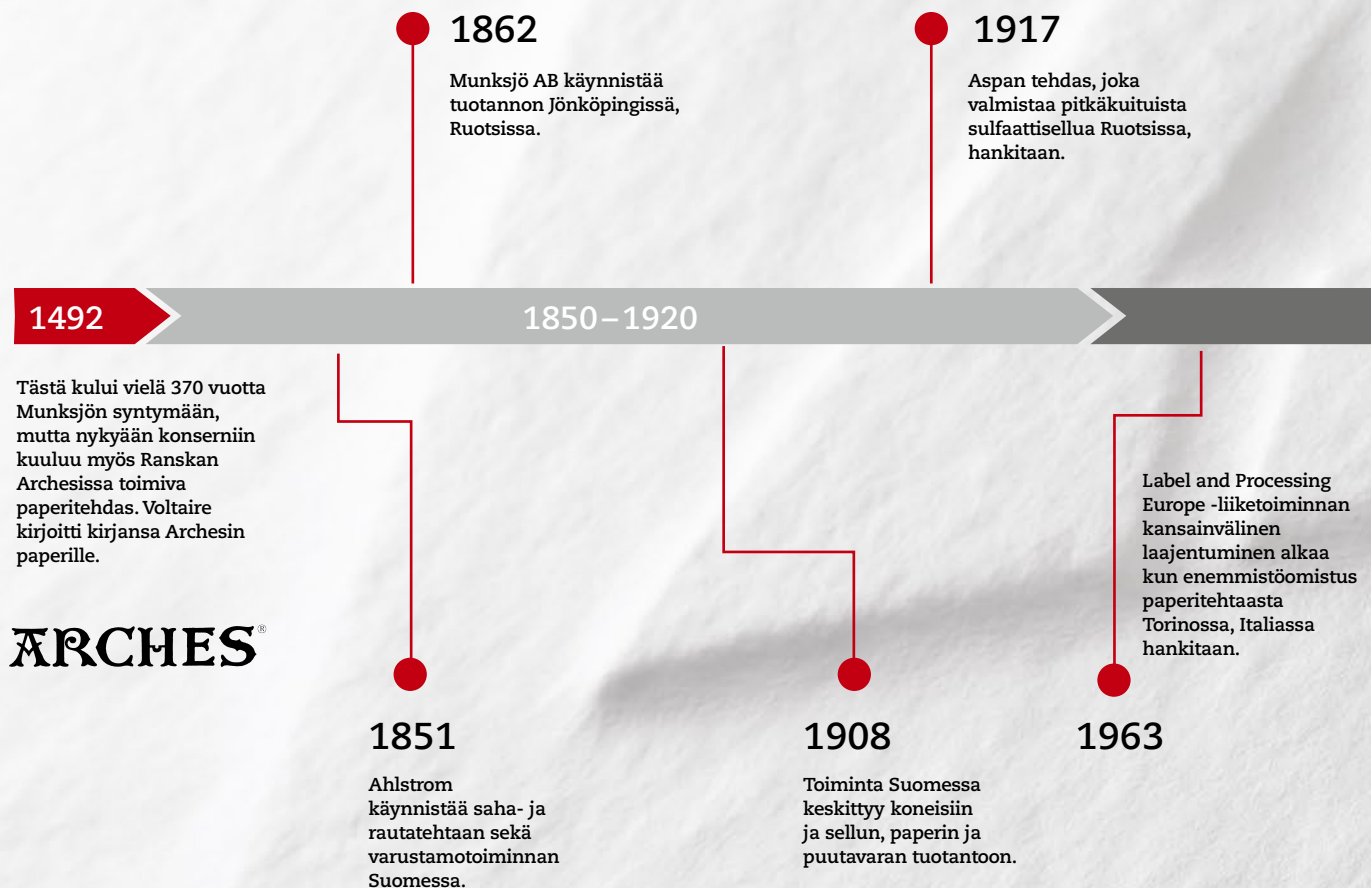 1862
Munksjö AB käynnistää
tuotannon Jönköpingissä,
Ruotsissa.
1917
Aspan tehdas, joka
valmistaa pitkäkuituista
sulfaattisellua Ruotsissa,
hankitaan.
1492
1850–1920
Tästä kului vielä 370 vuotta
Munksjön syntymään,
mutta nykyään konserniin
kuuluu myös Ranskan
Archesissa toimiva
paperitehdas. Voltaire
kirjoitti kirjansa Archesin
paperille.
ARCHES®
1851
Ahlstrom
käynnistää saha- ja
rautatehtaan sekä
varustamotoiminnan
Suomessa.
1908
Toiminta Suomessa
keskittyy koneisiin
ja sellun, paperin ja
puutavaran tuotantoon.
Label and Processing
Europe -liiketoiminnan
kansainvälinen
laajentuminen alkaa
kun enemmistöomistus
paperitehtaasta
Torinossa, Italiassa
hankitaan.
1963